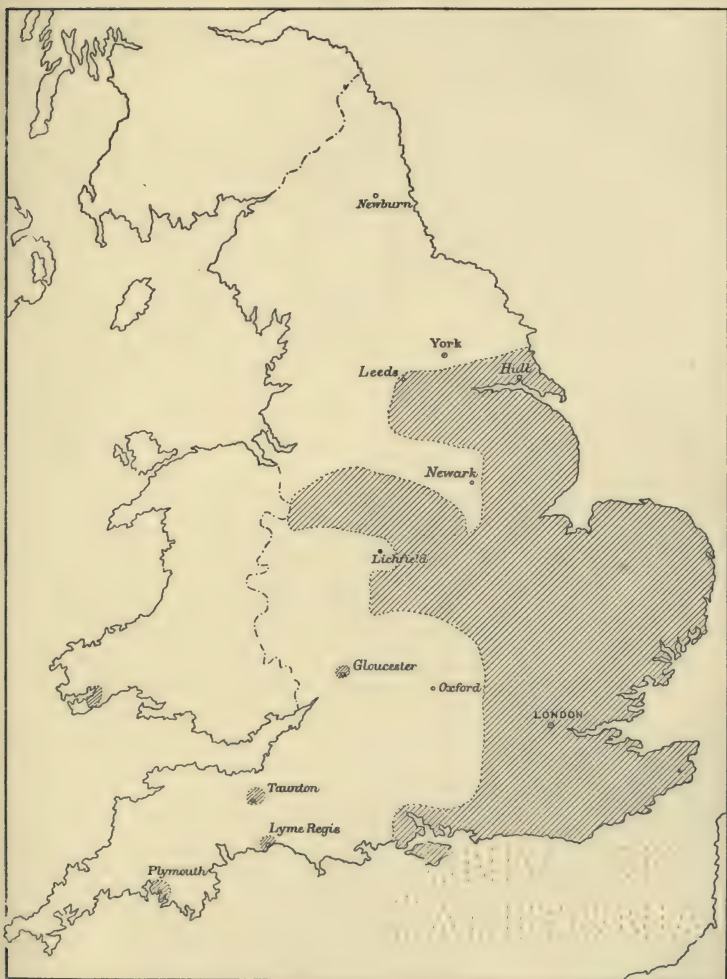 Newburn
York
Leeds
Hull
Newark
Lichfield
Gloucester
Oxford
LONDON
Taunton
Lyme Regis
Plymouth